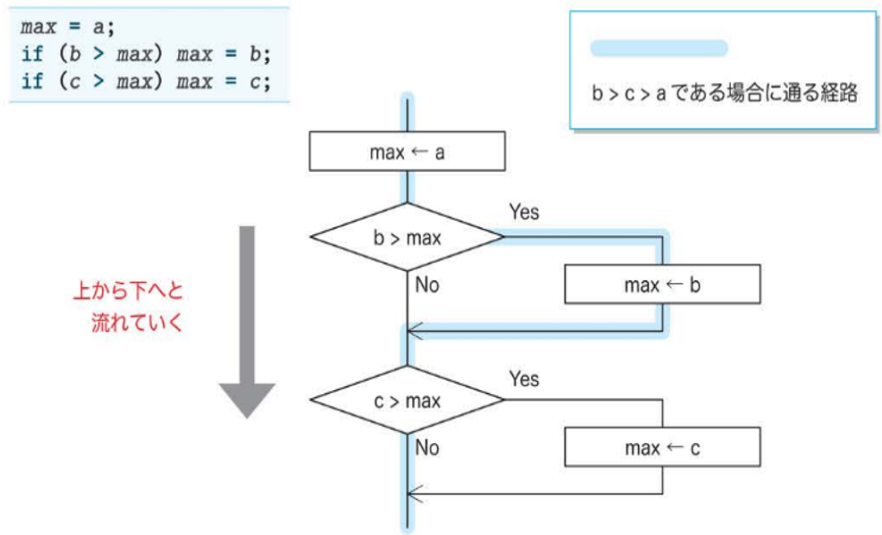 max = a;
if (b > max) max = b;
if (c > max) max = c;
b > c > a である場合に通る経路
max ← a
Yes
b > max
No
max ← b
上から下へと
流れていく
Yes
c > max
No
max ← c